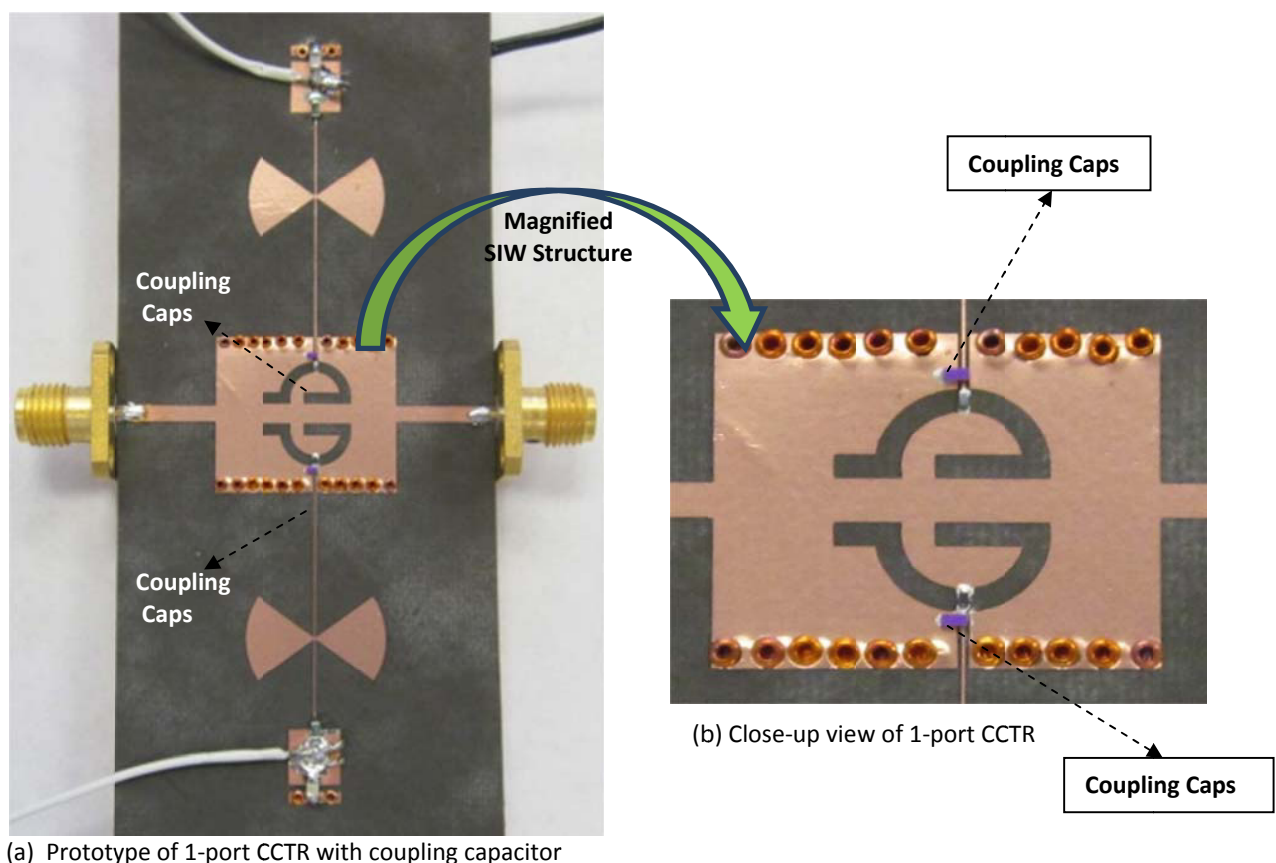 Coupling Caps
Magnified
SIW Structure
Coupling
Caps
Coupling
Caps
(b) Close-up view of 1-port CCTR
Coupling Caps
(a) Prototype of 1-port CCTR with coupling capacitor